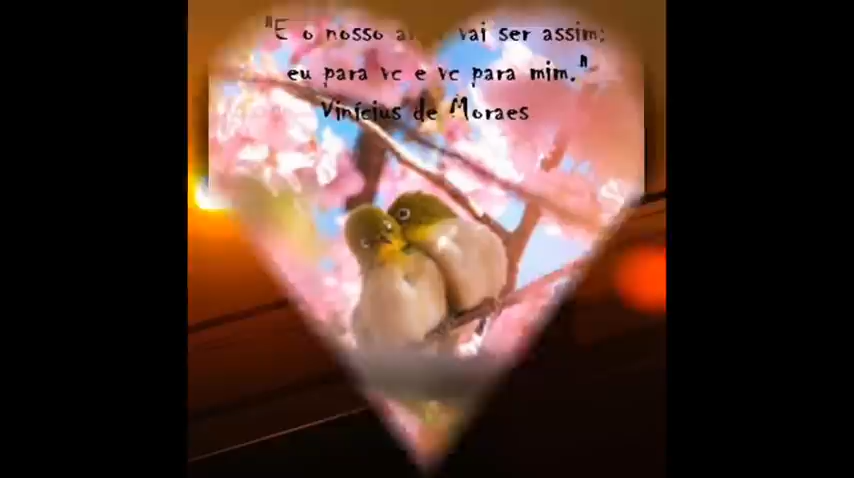 "E o nosso a vai ser assim:
eu para vc e vc para mim."
Vinícius de Moraes